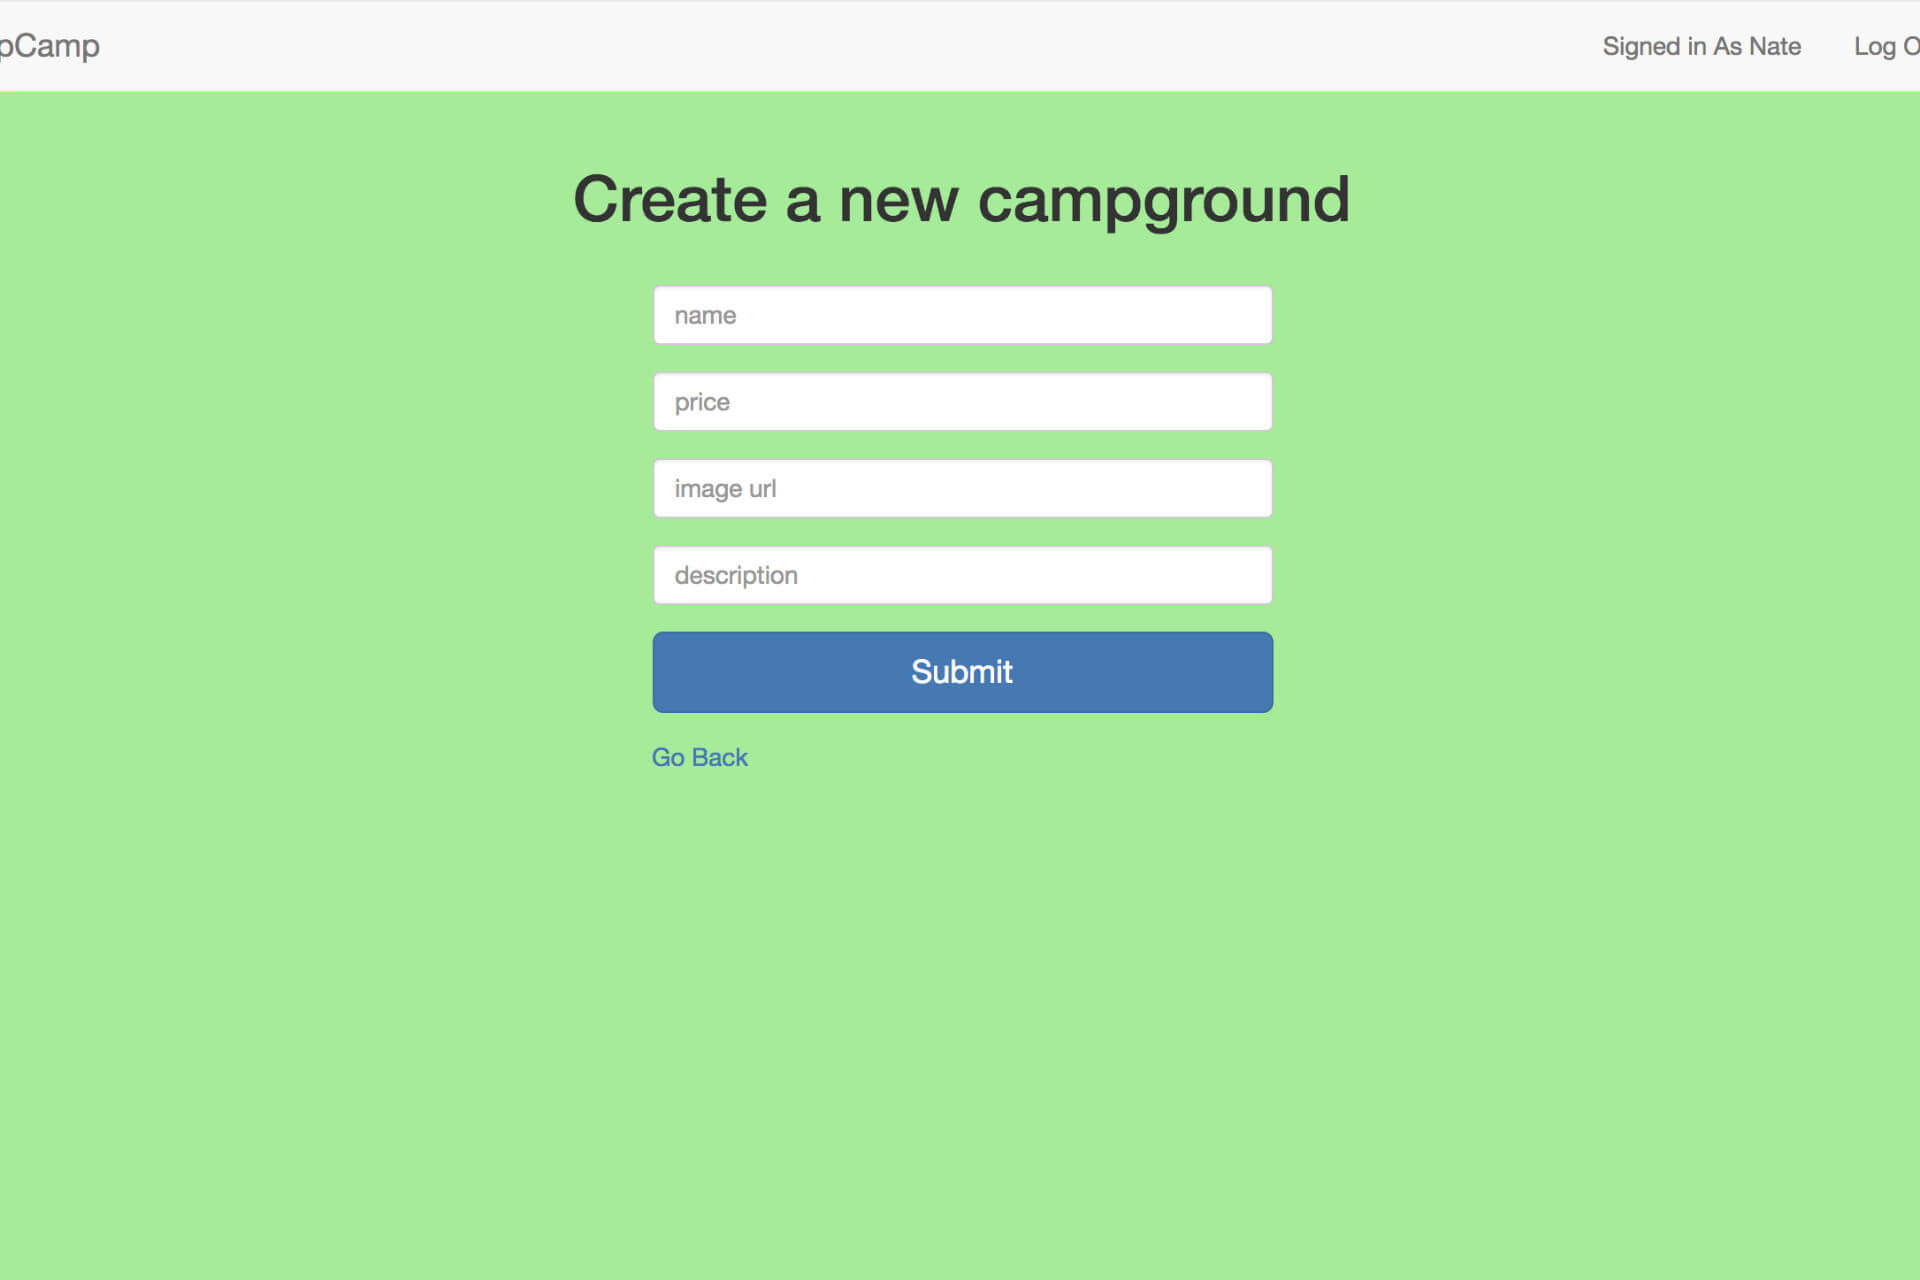 pCamp
Signed in As Nate
Log O
Create a new campground
name
price
image url
description
Submit
Go Back